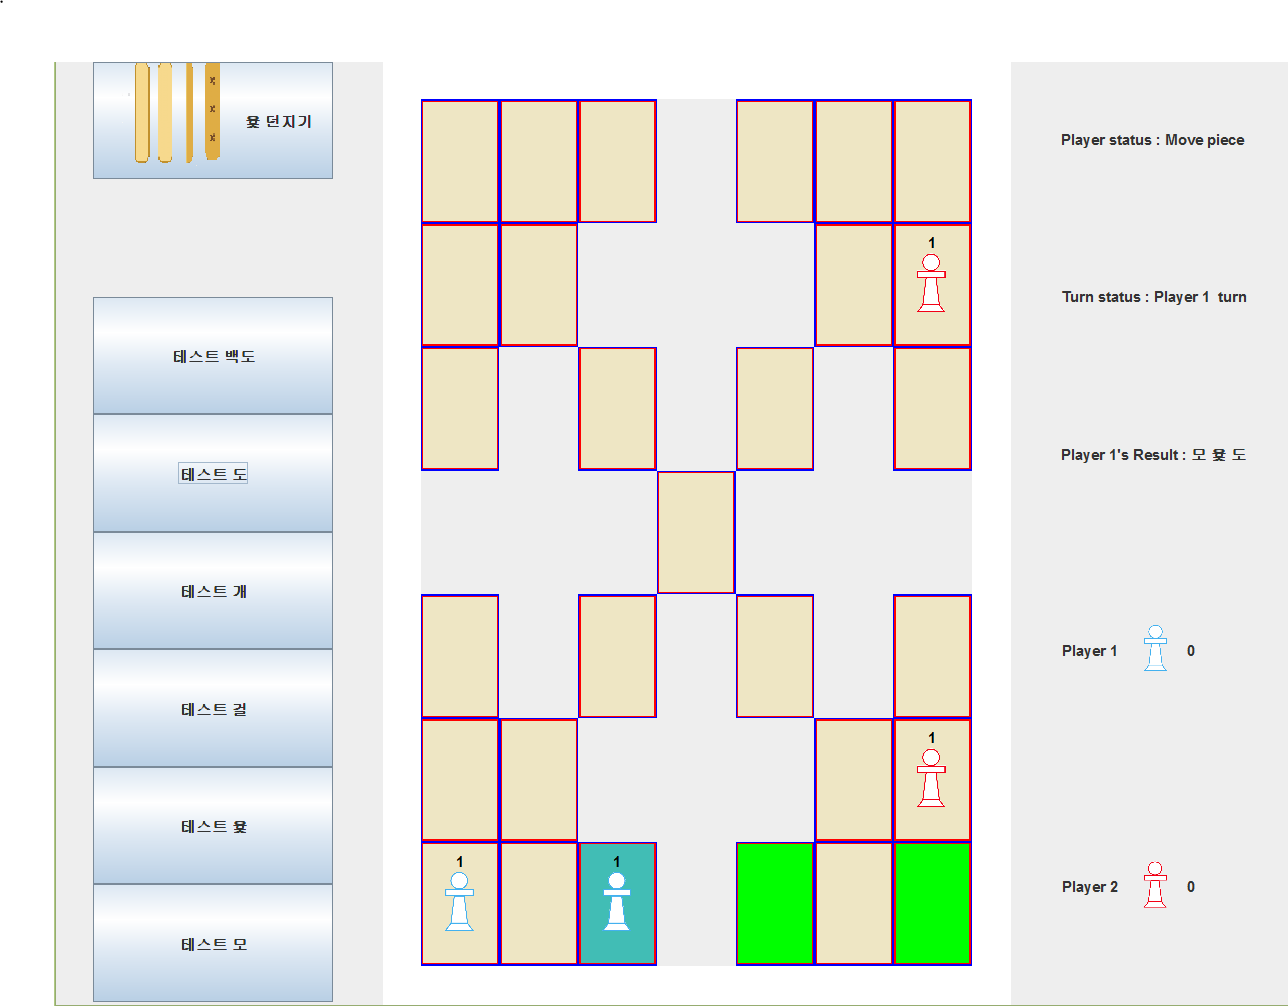 윷 던지기
테스트 백도
테스트 도
테스트 개
테스트 걸
테스트 윷
테스트 모
1
1
1
1
Player status : Move piece
Turn status : Player 1 turn
Player 1's Result : 모 윷 도
Player 1 0
Player 2 0